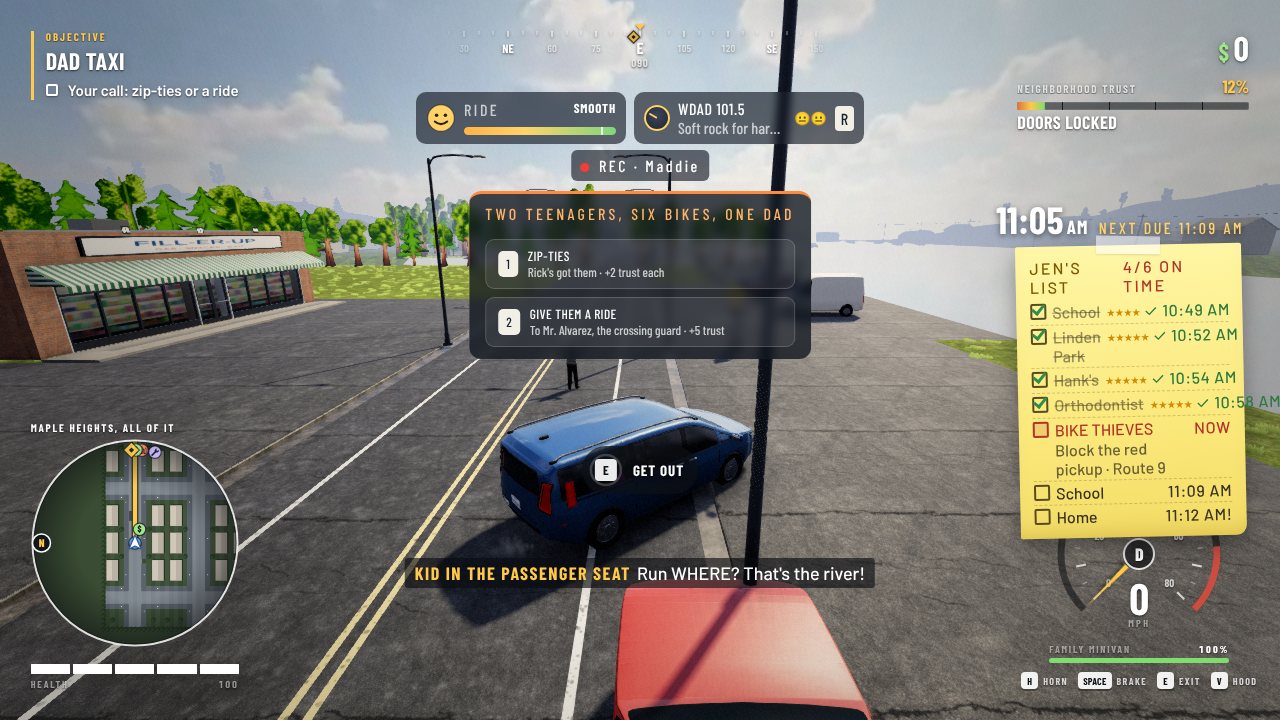 OBJECTIVE
DAD TAXI
Your call: zip-ties or a ride
30 NE 60 75 E 105 120 SE 150
090
RIDE SMOOTH
WDAD 101.5
Soft rock for har...
R
REC · Maddie
TWO TEENAGERS, SIX BIKES, ONE DAD
1 ZIP-TIES
Rick's got them · +2 trust each
2 GIVE THEM A RIDE
To Mr. Alvarez, the crossing guard · +5 trust
$0
NEIGHBORHOOD TRUST 12%
DOORS LOCKED
11:05 AM NEXT DUE 11:09 AM
JEN'S LIST
4/6 ON TIME
School ★★★★ ✓ 10:49 AM
Linden Park ★★★★★ ✓ 10:52 AM
Hank's ★★★★★ ✓ 10:54 AM
Orthodontist ★★★★★ ✓ 10:58 AM
BIKE THIEVES NOW
Block the red
pickup · Route 9
School 11:09 AM
Home 11:12 AM!
FILL-ER-UP
E GET OUT
KID IN THE PASSENGER SEAT Run WHERE? That's the river!
MAPLE HEIGHTS, ALL OF IT
N
$
HEALTH 100
D
0
80
0
MPH
FAMILY MINIVAN 100%
H HORN SPACE BRAKE E EXIT V HOOD